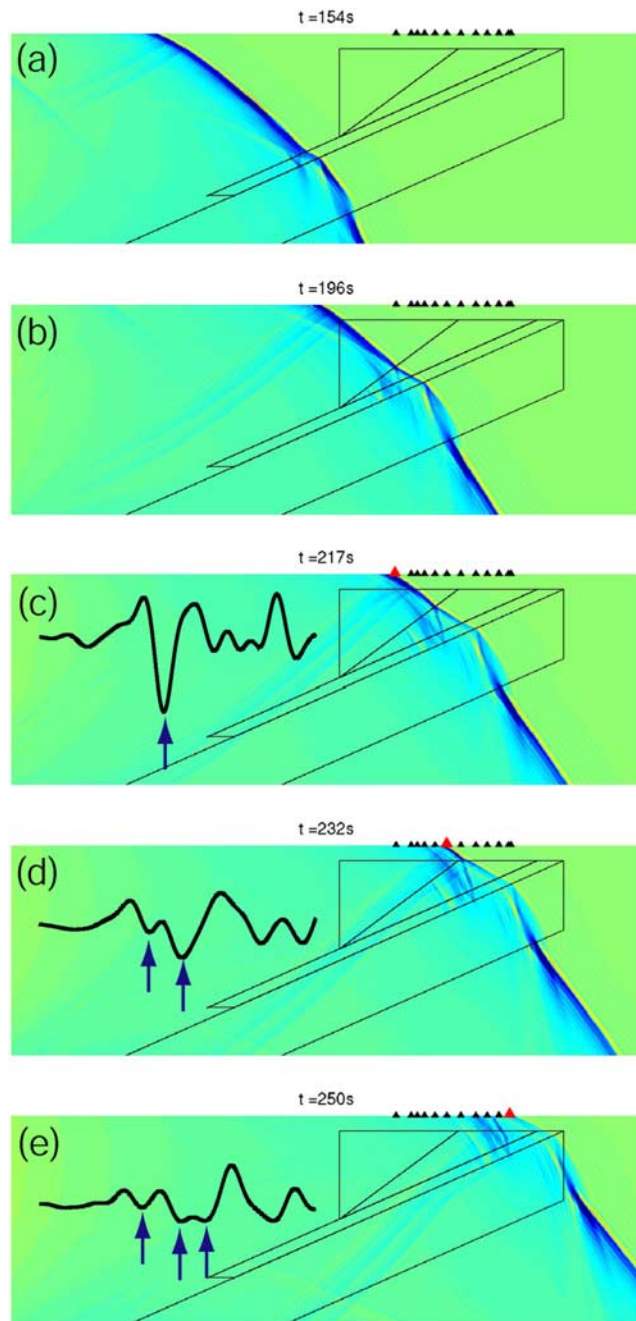 t =154s
(a)
t =196s
(b)
t =217s
(c)
t =232s
(d)
t =250s
(e)